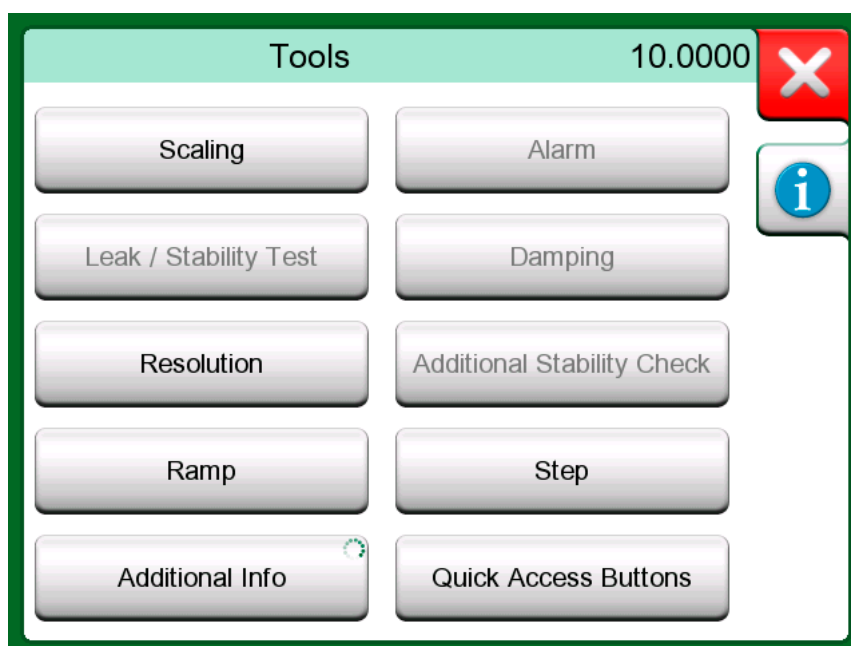 Tools 10.0000
Scaling Alarm
Leak / Stability Test Damping
Resolution Additional Stability Check
Ramp Step
Additional Info Quick Access Buttons